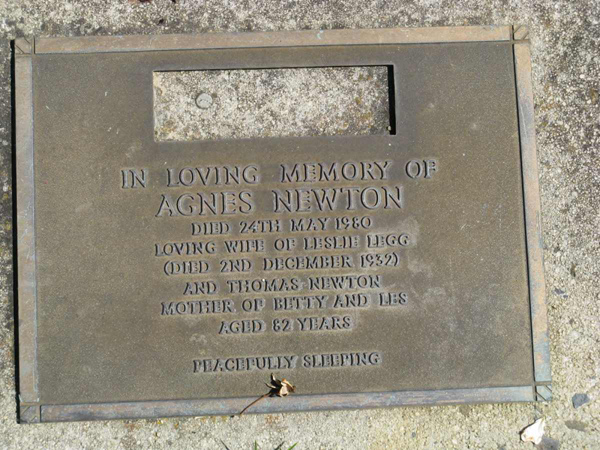 IN LOVING MEMORY OF
AGNES NEWTON
DIED 24TH MAY 1980
LOVING WIFE OF LESLIE LEGG
(DIED 2ND DECEMBER 1932)
AND THOMAS NEWTON
MOTHER OF BETTY AND LES
AGED 82 YEARS
PEACEFULLY SLEEPING